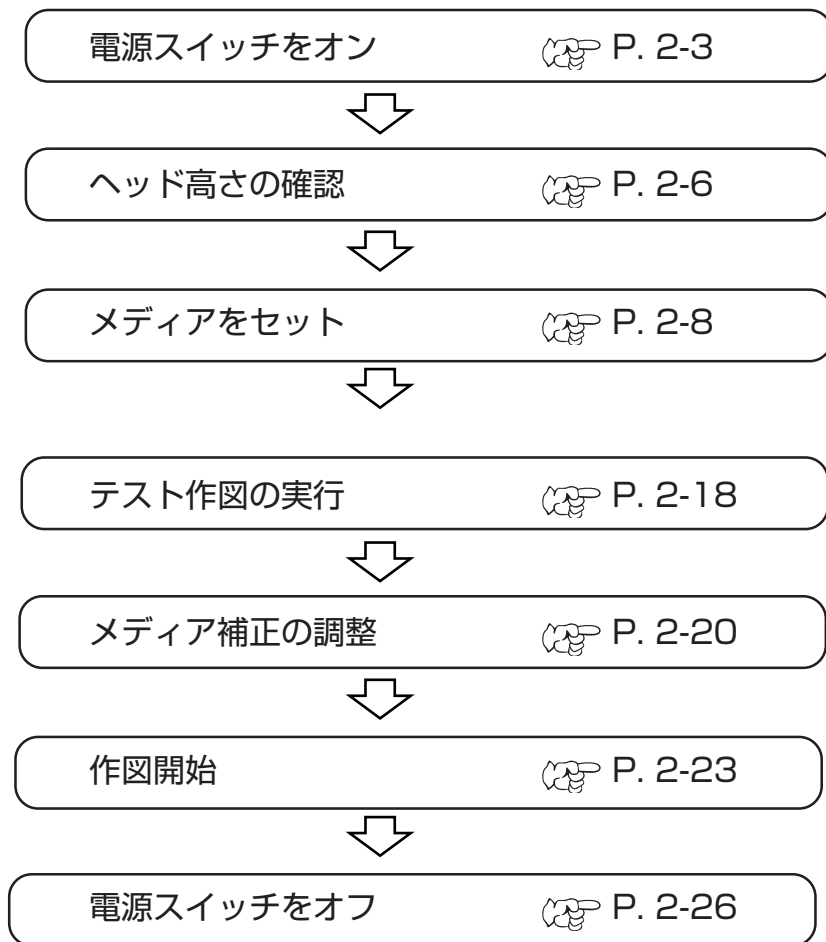 電源スイッチをオン P. 2-3
ヘッド高さの確認 P. 2-6
メディアをセット P. 2-8
テスト作図の実行 P. 2-18
メディア補正の調整 P. 2-20
作図開始 P. 2-23
電源スイッチをオフ P. 2-26